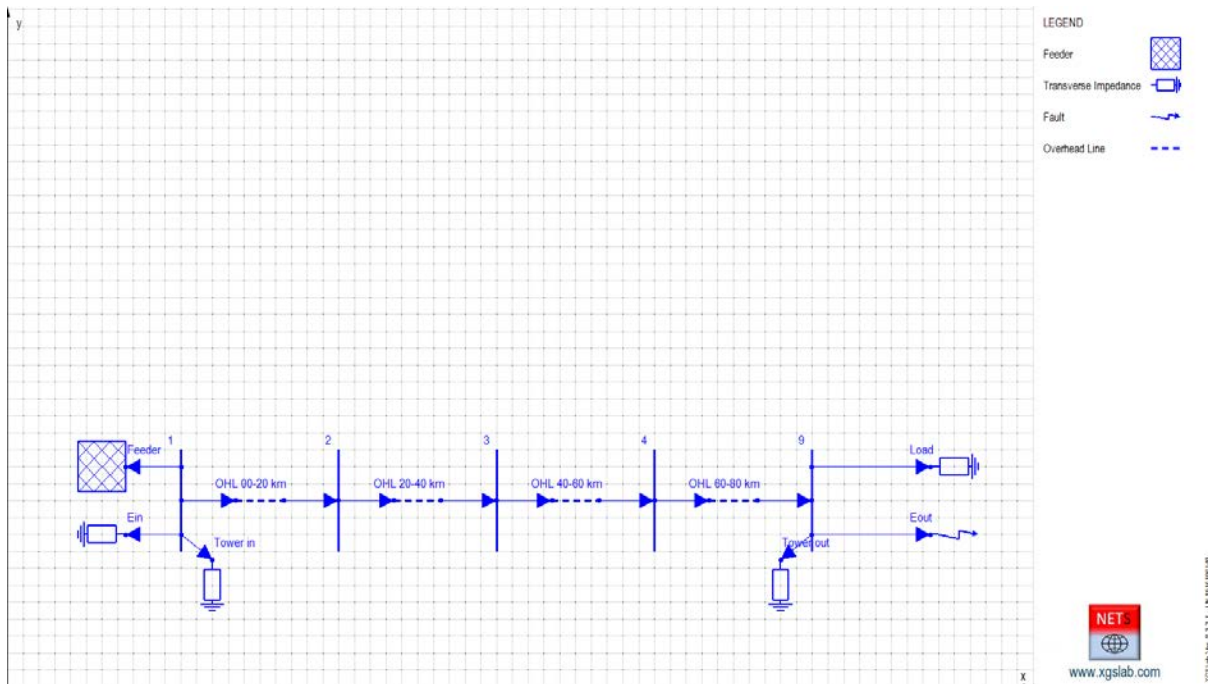 y
LEGEND
Feeder
Transverse Impedance
Fault
Overhead Line
1
2
3
4
9
Feeder
Load
OHL 00-20 km
OHL 20-40 km
OHL 40-60 km
OHL 60-80 km
Ein
Eout
Tower in
Tower out
x
NETS
www.xgslab.com